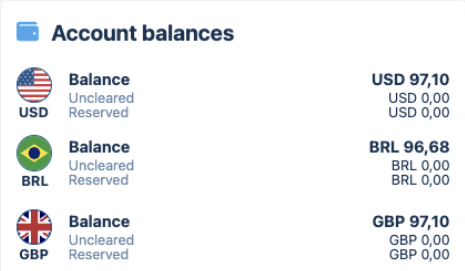 Account balances
Balance USD 97,10
Uncleared USD 0,00
USD Reserved USD 0,00
Balance BRL 96,68
Uncleared BRL 0,00
BRL Reserved BRL 0,00
Balance GBP 97,10
Uncleared GBP 0,00
GBP Reserved GBP 0,00